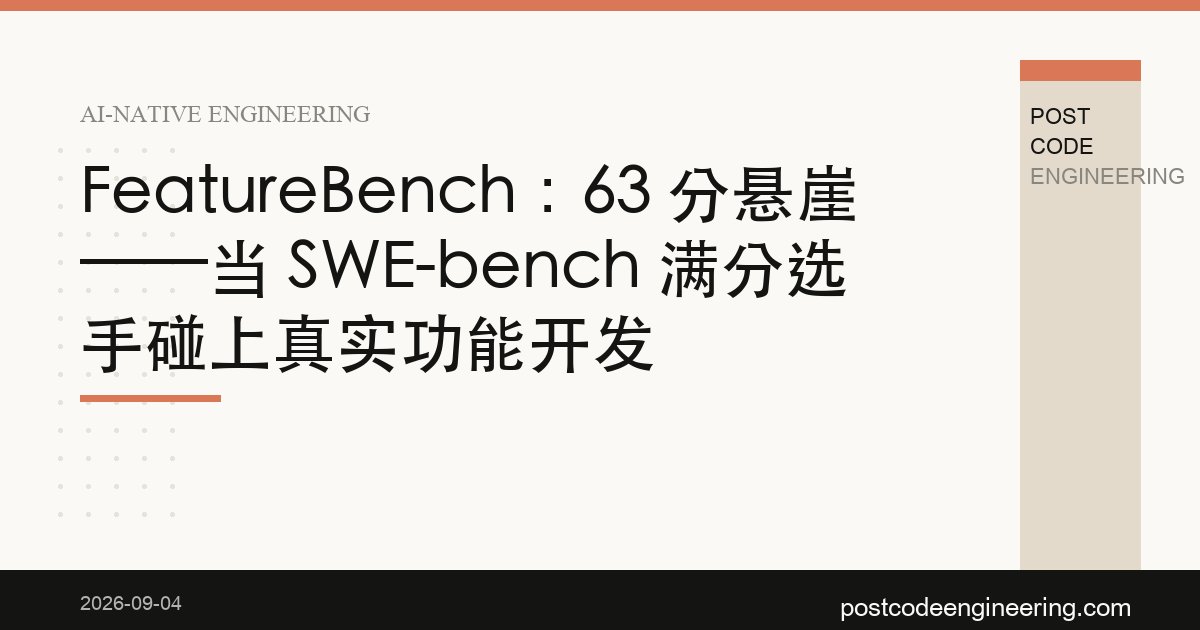 AI-NATIVE ENGINEERING
FeatureBench：63 分悬崖
——当 SWE-bench 满分选
手碰上真实功能开发
POST
CODE
ENGINEERING
2026-09-04
postcodeengineering.com